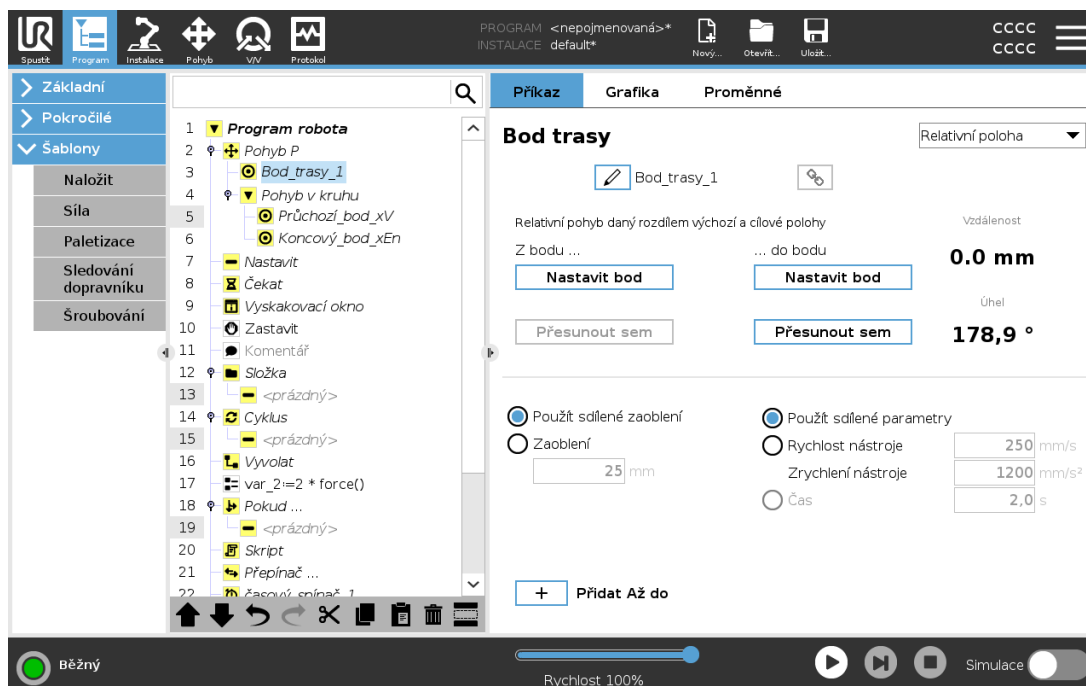 UR
Spustit
Program
Instalace
Pohyb
V/V
Protokol
PROGRAM <nepojmenovaná>*
INSTALACE default*
Nový...
Otevřít...
Uložit...
CCCC
CCCC
Základní
Pokročilé
Šablony
Naložit
Síla
Paletizace
Sledování
dopravníku
Šroubování
1 Program robota
2 Pohyb P
3 Bod_trasy_1
4 Pohyb v kruhu
5 Průchozí_bod_xV
6 Koncový_bod_xEn
7 Nastavit
8 Čekat
9 Vyskakovací okno
10 Zastavit
11 Komentář
12 Složka
13 <prázdný>
14 Cyklus
15 <prázdný>
16 Vyvolat
17 var_2:=2 * force()
18 Pokud ...
19 <prázdný>
20 Skript
21 Přepínač ...
22 časový_spínač_1
Příkaz
Grafika
Proměnné
Bod trasy
Relativní poloha
Bod_trasy_1
Relativní pohyb daný rozdílem výchozí a cílové polohy
Vzdálenost
Z bodu ...
... do bodu
0.0 mm
Nastavit bod
Nastavit bod
Úhel
Přesunout sem
Přesunout sem
178,9 °
Použít sdílené zaoblení
Použít sdílené parametry
Zaoblení
Rychlost nástroje
250 mm/s
25 mm
Zrychlení nástroje
1200 mm/s²
Čas
2,0 s
+
Přidat Až do
Běžný
Rychlost 100%
Simulace